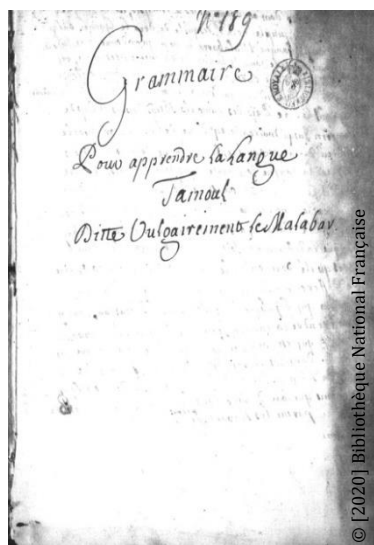 N° 189
Grammaire
Pour apprendre la Langue
Tamoul
Ditte Vulgairement le Malabar
© [2020] Bibliothèque National Française